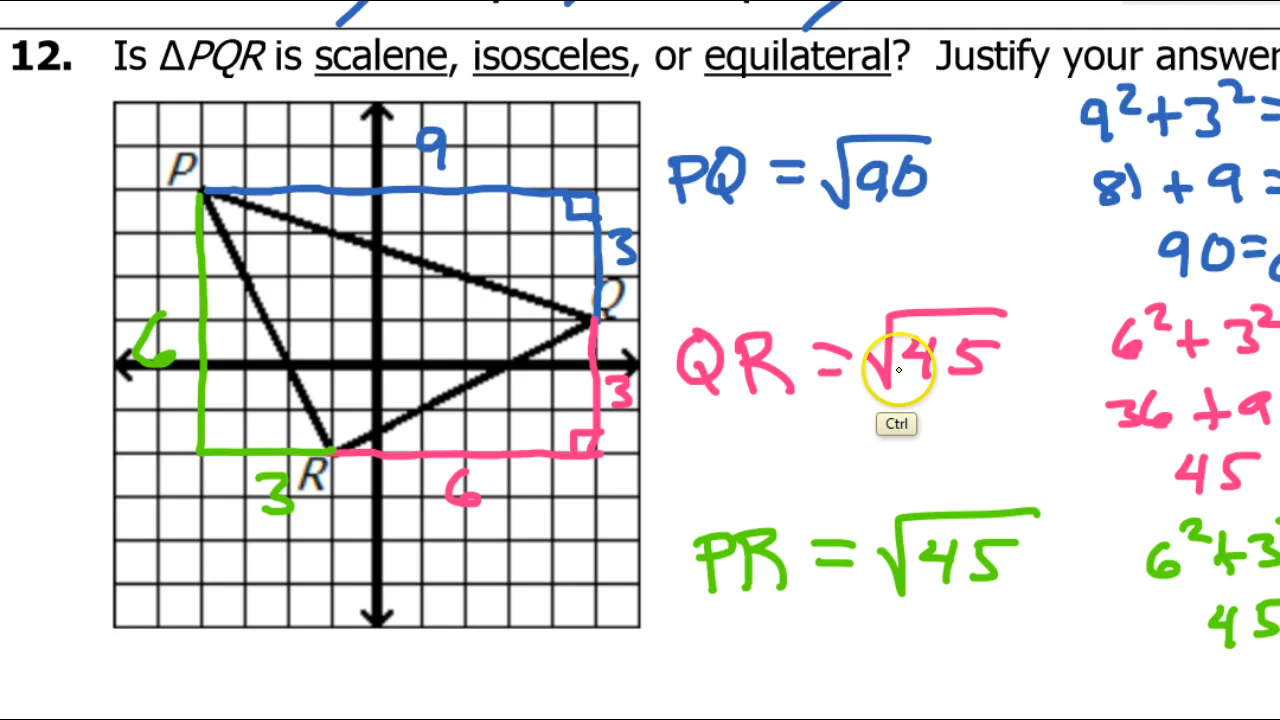 12. Is ΔPQR is scalene, isosceles, or equilateral? Justify your answer
P
9
3
Q
6
3
R
3
6
PQ = √90
9² + 3² =
81 + 9 =
90 =
QR = √45
Ctrl
6² + 3²
36 + 9
45
PR = √45
6² + 3
45